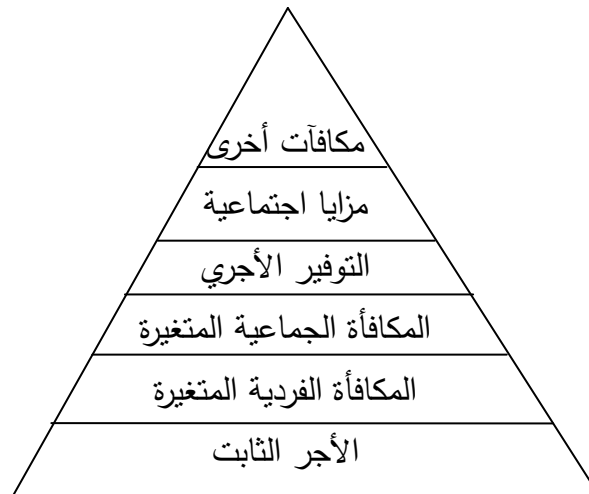 مكافآت أخرى
مزايا اجتماعية
التوفير الأجري
المكافأة الجماعية المتغيرة
المكافأة الفردية المتغيرة
الأجر الثابت